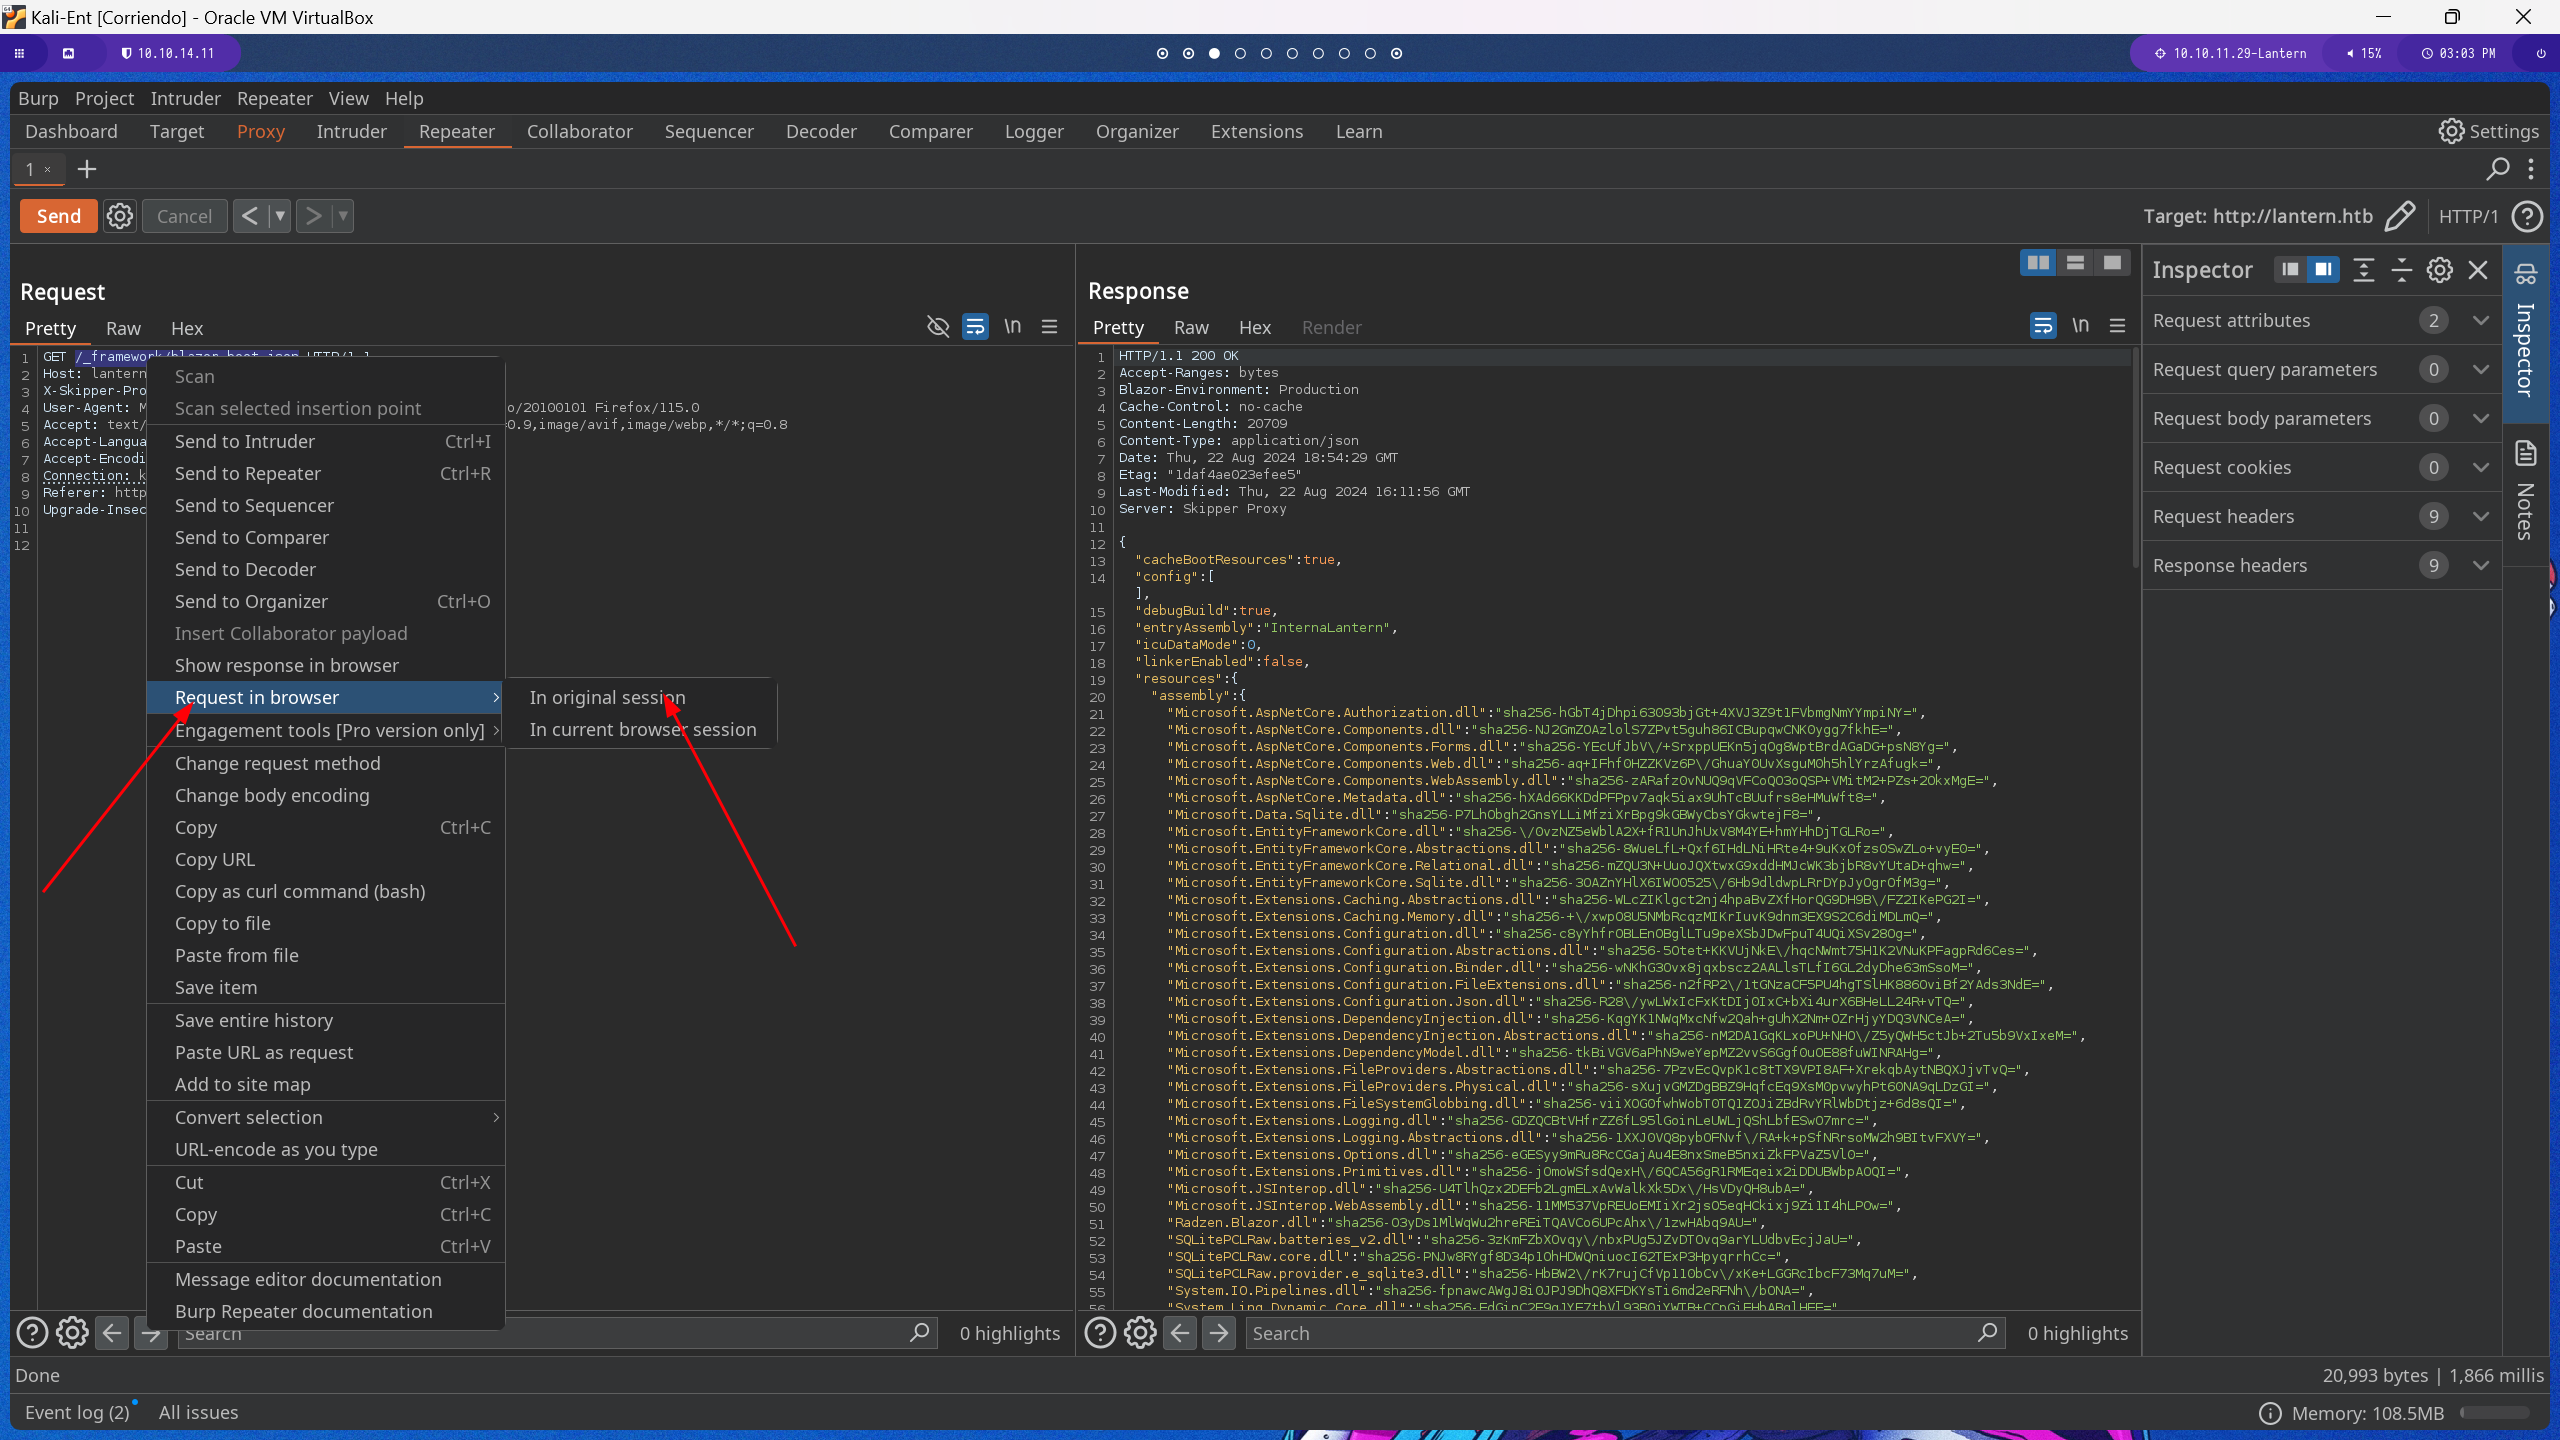 Kali-Ent [Corriendo] - Oracle VM VirtualBox
10.10.14.11
10.10.11.29-Lantern
15%
03:03 PM
Burp Project Intruder Repeater View Help
Dashboard Target Proxy Intruder Repeater Collaborator Sequencer Decoder Comparer Logger Organizer Extensions Learn Settings
1 ×
Send Cancel Target: http://lantern.htb HTTP/1
Request
Pretty Raw Hex \n
1 GET /_framework/blazor.boot.json HTTP/1.1
2 Host: lantern
3 X-Skipper-Pro
4 User-Agent: M o/20100101 Firefox/115.0
5 Accept: text/ =0.9,image/avif,image/webp,*/*;q=0.8
6 Accept-Langua
7 Accept-Encodi
8 Connection: k
9 Referer: http
10 Upgrade-Insec
11
12
Scan
Scan selected insertion point
Send to Intruder Ctrl+I
Send to Repeater Ctrl+R
Send to Sequencer
Send to Comparer
Send to Decoder
Send to Organizer Ctrl+O
Insert Collaborator payload
Show response in browser
Request in browser
Engagement tools [Pro version only]
Change request method
Change body encoding
Copy Ctrl+C
Copy URL
Copy as curl command (bash)
Copy to file
Paste from file
Save item
Save entire history
Paste URL as request
Add to site map
Convert selection
URL-encode as you type
Cut Ctrl+X
Copy Ctrl+C
Paste Ctrl+V
Message editor documentation
Burp Repeater documentation
In original session
In current browser session
Search 0 highlights
Response
Pretty Raw Hex Render \n
1 HTTP/1.1 200 OK
2 Accept-Ranges: bytes
3 Blazor-Environment: Production
4 Cache-Control: no-cache
5 Content-Length: 20709
6 Content-Type: application/json
7 Date: Thu, 22 Aug 2024 18:54:29 GMT
8 Etag: "1daf4ae023efee5"
9 Last-Modified: Thu, 22 Aug 2024 16:11:56 GMT
10 Server: Skipper Proxy
11
12 {
13 "cacheBootResources":true,
14 "config":[
],
15 "debugBuild":true,
16 "entryAssembly":"InternaLantern",
17 "icuDataMode":0,
18 "linkerEnabled":false,
19 "resources":{
20 "assembly":{
21 "Microsoft.AspNetCore.Authorization.dll":"sha256-hGbT4jDhpi63O93bjGt+4XVJ3Z9t1FVbmgNmYYmpiNY=",
22 "Microsoft.AspNetCore.Components.dll":"sha256-NJ2GmZOAzlolS7ZPvt5guh86ICBupqwCNKOygg7fkhE=",
23 "Microsoft.AspNetCore.Components.Forms.dll":"sha256-YEcUfJbV\/+SrxppUEKn5jqOg8WptBrdAGaDG+psN8Yg=",
24 "Microsoft.AspNetCore.Components.Web.dll":"sha256-aq+IFhfOHZZKVz6P\/GhuaYOUvXsguMOh5hlYrzAfugk=",
25 "Microsoft.AspNetCore.Components.WebAssembly.dll":"sha256-zARafzOvNUQ9qVFCoQO3oQSP+VMitM2+PZs+2OkxMgE=",
26 "Microsoft.AspNetCore.Metadata.dll":"sha256-hXAd66KKDdPFPpv7aqk5iax9UhTcBUufrs8eHMuWft8=",
27 "Microsoft.Data.Sqlite.dll":"sha256-P7LhObgh2GnsYLLiMfziXrBpg9kGBWyCbsYGkwtejF8=",
28 "Microsoft.EntityFrameworkCore.dll":"sha256-\/OvzNZ5eWblA2X+fR1UnJhUxV8M4YE+hmYHhDjTGLRo=",
29 "Microsoft.EntityFrameworkCore.Abstractions.dll":"sha256-8WueLfL+Qxf6IHdLNiHRte4+9uKxOfzsOSwZLo+vyEO=",
30 "Microsoft.EntityFrameworkCore.Relational.dll":"sha256-mZQU3N+UuoJQXtwxG9xddHMJcWK3bjbR8vYUtaD+qhw=",
31 "Microsoft.EntityFrameworkCore.Sqlite.dll":"sha256-3OAZnYHlX6IWOO525\/6Hb9dldwpLRrDYpJyOgrOfM3g=",
32 "Microsoft.Extensions.Caching.Abstractions.dll":"sha256-WLcZIKlgct2nj4hpaBvZXfHorQG9DH9B\/FZ2IKePG2I=",
33 "Microsoft.Extensions.Caching.Memory.dll":"sha256-+\/xwpO8U5NMbRcqzMIKrIuvK9dnm3EX9S2C6diMDLmQ=",
34 "Microsoft.Extensions.Configuration.dll":"sha256-c8yYhfrOBLEnOBglLTu9peXSbJDwFpuT4UQiXSv28Og=",
35 "Microsoft.Extensions.Configuration.Abstractions.dll":"sha256-5Otet+KKVUjNkE\/hqcNWmt75H1K2VNuKPFagpRd6Ces=",
36 "Microsoft.Extensions.Configuration.Binder.dll":"sha256-wNKhG3Ovx8jqxbscz2AALlsTLfI6GL2dyDhe63mSsoM=",
37 "Microsoft.Extensions.Configuration.FileExtensions.dll":"sha256-n2fRP2\/1tGNzaCF5PU4hgTSlHK886OviBf2YAds3NdE=",
38 "Microsoft.Extensions.Configuration.Json.dll":"sha256-R28\/ywLWxIcFxKtDIjOIxC+bXi4urX6BHeLL24R+vTQ=",
39 "Microsoft.Extensions.DependencyInjection.dll":"sha256-KqgYK1NWqMxcNfw2Qah+gUhX2Nm+OZrHjyYDQ3VNCeA=",
40 "Microsoft.Extensions.DependencyInjection.Abstractions.dll":"sha256-nM2DA1GqKLxoPU+NHO\/Z5yQWH5ctJb+2Tu5b9VxIxeM=",
41 "Microsoft.Extensions.DependencyModel.dll":"sha256-tkBiVGV6aPhN9weYepMZ2vvS6GgfOuOE88fuWINRAHg=",
42 "Microsoft.Extensions.FileProviders.Abstractions.dll":"sha256-7PzvEcQvpK1c8tTX9VPI8AF+XrekqbAytNBQXJjvTvQ=",
43 "Microsoft.Extensions.FileProviders.Physical.dll":"sha256-sXujvGMZDgBBZ9HqfcEq9XsMOpvwyhPt6ONA9qLDzGI=",
44 "Microsoft.Extensions.FileSystemGlobbing.dll":"sha256-viiXOGOfwhWobTOTQ1ZOJiZBdRvYRlWbDtjz+6d8sQI=",
45 "Microsoft.Extensions.Logging.dll":"sha256-GDZQCBtVHfrZZ6fL95lGoinLeUWLjQShLbfESwO7mrc=",
46 "Microsoft.Extensions.Logging.Abstractions.dll":"sha256-1XXJOVQ8pybOFNvf\/RA+k+pSfNRrsoMW2h9BItvFXVY=",
47 "Microsoft.Extensions.Options.dll":"sha256-eGESyy9mRu8RcCGajAu4E8nxSmeB5nxiZkFPVaZ5VlO=",
48 "Microsoft.Extensions.Primitives.dll":"sha256-jOmoWSfsdQexH\/6QCA56gR1RMEqeix2iDDUBWbpAOQI=",
49 "Microsoft.JSInterop.dll":"sha256-U4TlhQzx2DEFb2LgmELxAvWalkXk5Dx\/HsVDyQH8ubA=",
50 "Microsoft.JSInterop.WebAssembly.dll":"sha256-11MM537VpREUoEMIiXr2jsO5eqHCkixj9Zi1I4hLPOw=",
51 "Radzen.Blazor.dll":"sha256-O3yDs1MlWqWu2hreREiTQAVCo6UPcAhx\/1zwHAbq9AU=",
52 "SQLitePCLRaw.batteries_v2.dll":"sha256-3zKmFZbXOvqy\/nbxPUg5JZvDTOvq9arYLUdbvEcjJaU=",
53 "SQLitePCLRaw.core.dll":"sha256-PNJw8RYgf8D34p1OhHDWQniuocI62TExP3HpyqrrhCc=",
54 "SQLitePCLRaw.provider.e_sqlite3.dll":"sha256-HbBW2\/rK7rujCfVp11ObCv\/xKe+LGGRcIbcF73Mq7uM=",
55 "System.IO.Pipelines.dll":"sha256-fpnawcAWgJ8iOJPJ9DhQ8XFDKYsTi6md2eRFNh\/bONA=",
56 "System.Linq.Dynamic.Core.dll":"sha256-
Search 0 highlights
Inspector
Request attributes 2
Request query parameters 0
Request body parameters 0
Request cookies 0
Request headers 9
Response headers 9
Inspector
Notes
Done 20,993 bytes | 1,866 millis
Event log (2) All issues Memory: 108.5MB